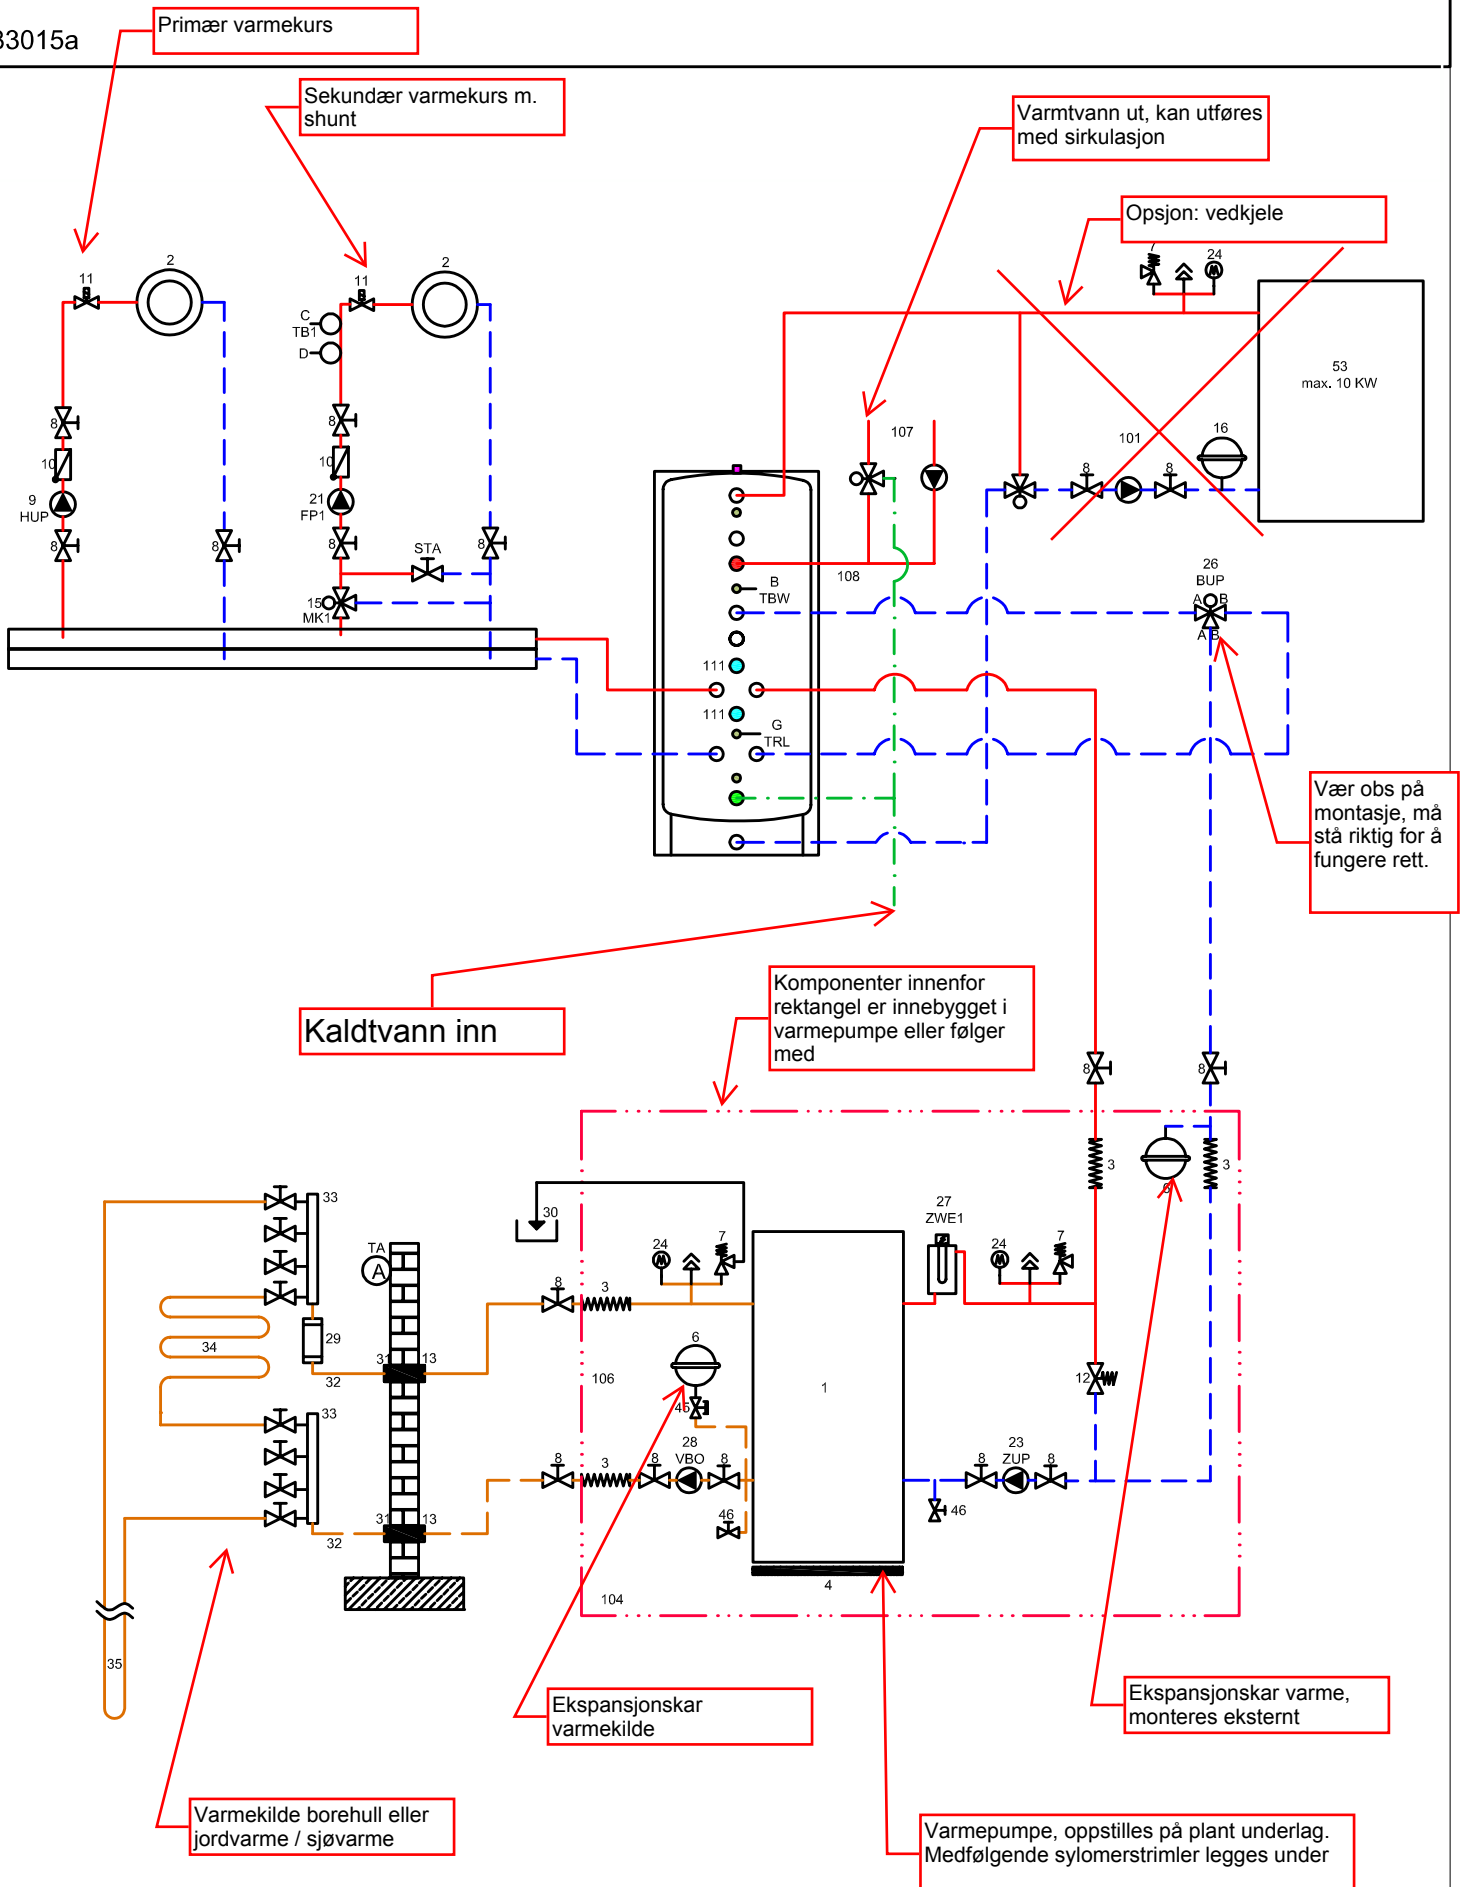 33015a
Primær varmekurs
Sekundær varmekurs m.
shunt
Varmtvann ut, kan utføres
med sirkulasjon
Opsjon: vedkjele
7
24
11
2
11
2
C
TB1
D
53
max. 10 KW
8
10
9
HUP
8
8
8
10
21
FP1
8
8
STA
15
MK1
107
108
101
8
8
16
B
TBW
111
111
G
TRL
26
BUP
A
B
A B
Vær obs på
montasje, må
stå riktig for å
fungere rett.
Kaldtvann inn
Komponenter innenfor
rektangel er innebygget i
varmepumpe eller følger
med
8
8
3
3
6
33
TA
A
30
24
7
27
ZWE1
24
7
8
3
29
34
31
13
32
106
6
45
1
12
33
8
3
8
28
VBO
8
8
23
ZUP
8
46
46
31
13
32
104
4
35
Ekspansjonskar
varmekilde
Ekspansjonskar varme,
monteres eksternt
Varmekilde borehull eller
jordvarme / sjøvarme
Varmepumpe, oppstilles på plant underlag.
Medfølgende sylomerstrimler legges under